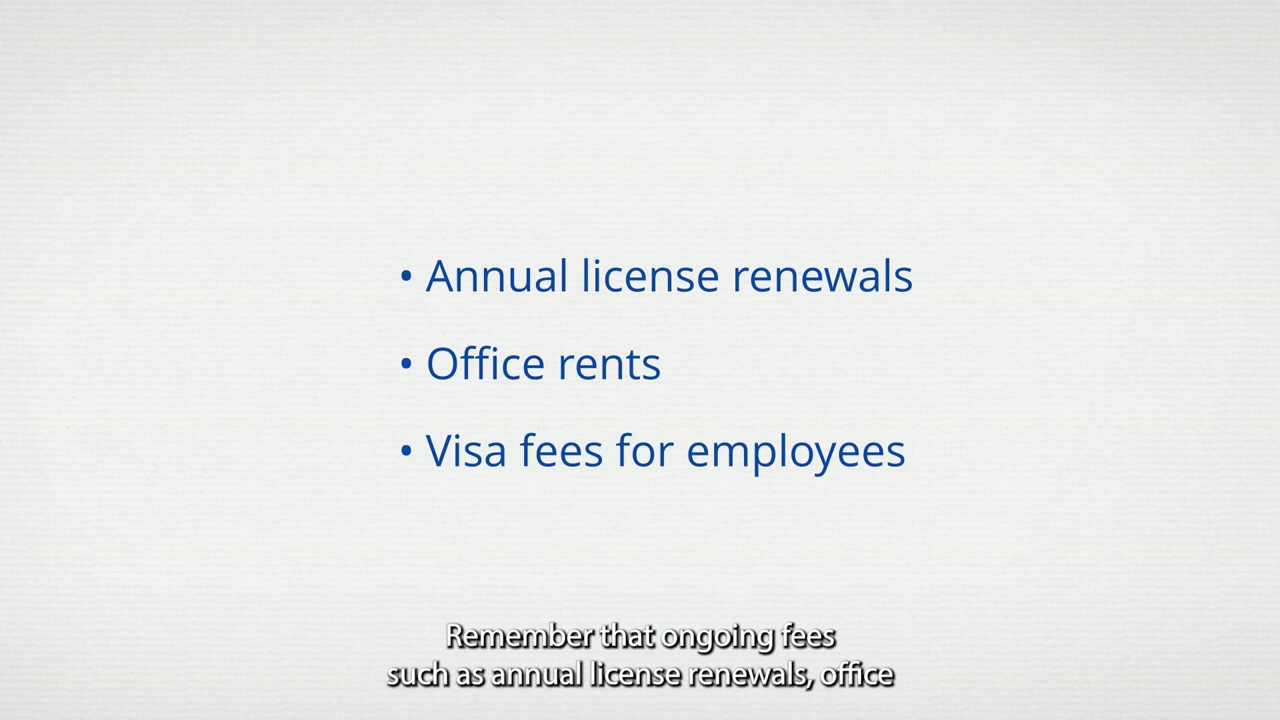 • Annual license renewals
• Office rents
• Visa fees for employees
Remember that ongoing fees
such as annual license renewals, office